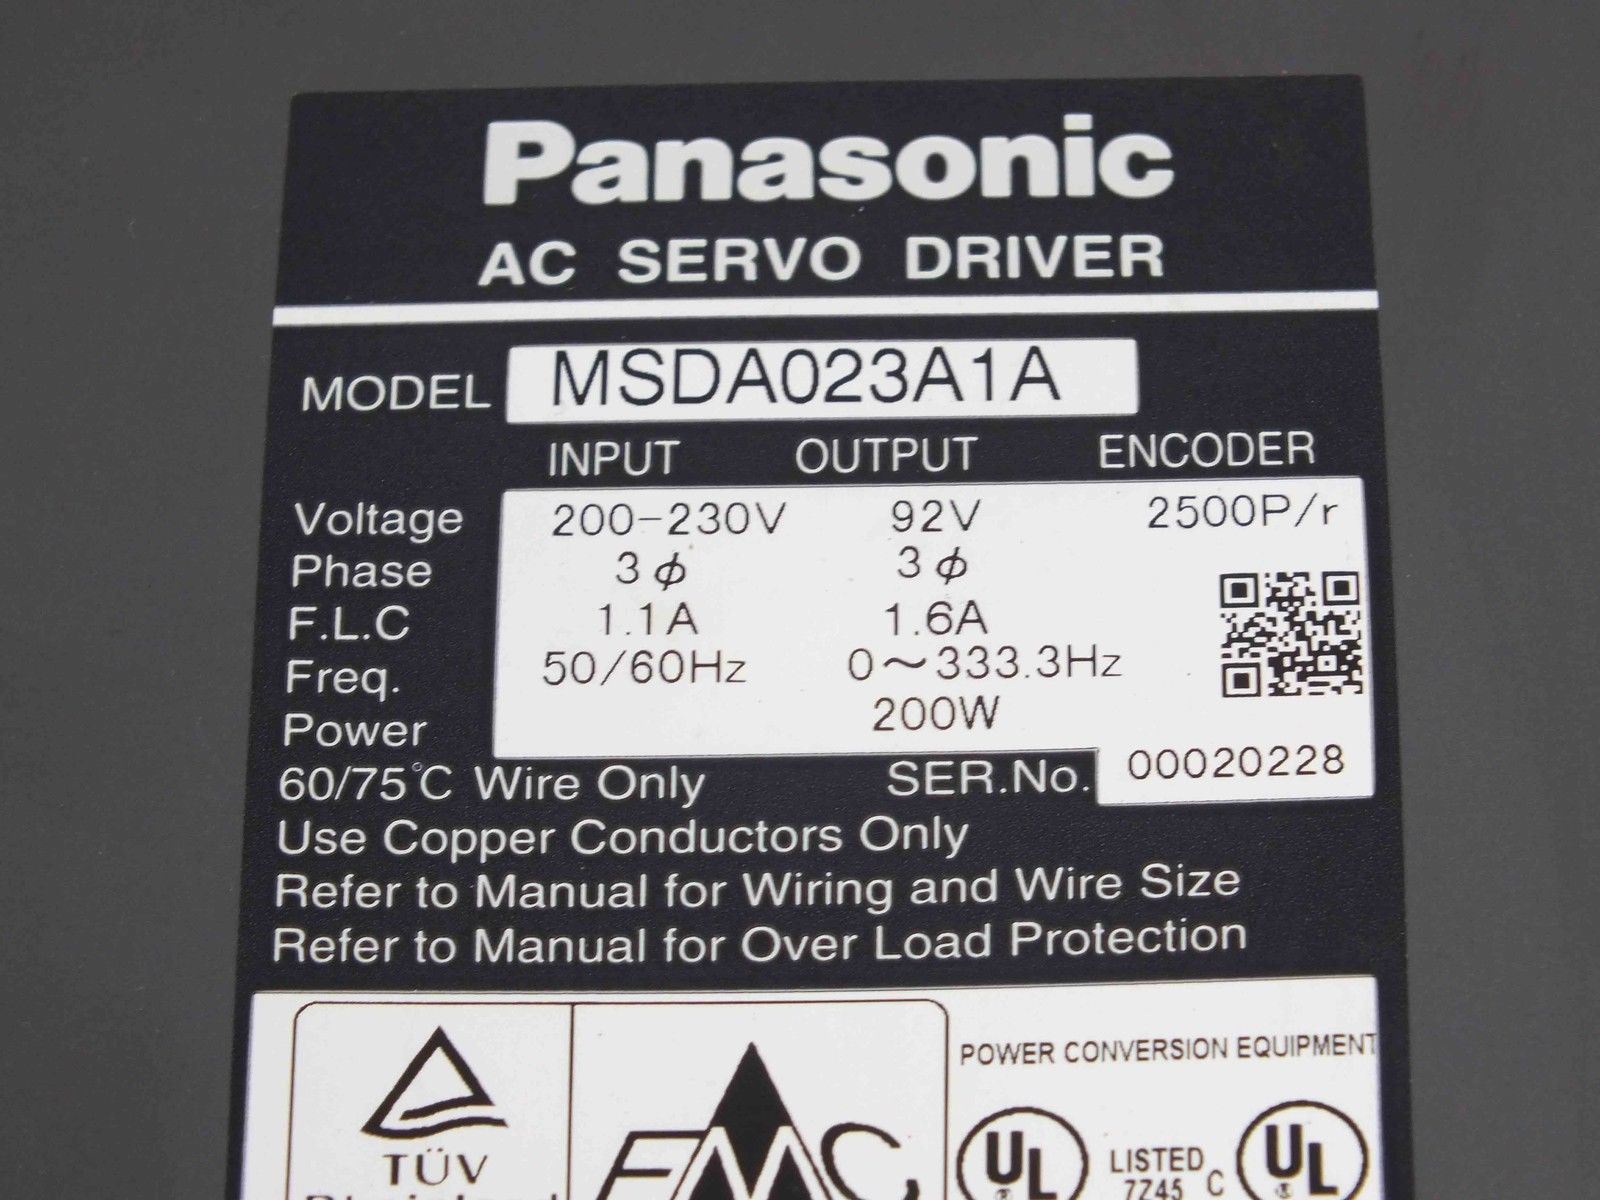 Panasonic
AC SERVO DRIVER
MODEL MSDA023A1A
INPUT OUTPUT ENCODER
Voltage 200-230V 92V 2500P/r
Phase 3ϕ 3ϕ
F.L.C 1.1A 1.6A
Freq. 50/60Hz 0~333.3Hz
Power 200W
60/75°C Wire Only SER.No. 00020228
Use Copper Conductors Only
Refer to Manual for Wiring and Wire Size
Refer to Manual for Over Load Protection
POWER CONVERSION EQUIPMENT
TÜV EMC UL LISTED C UL
7Z45